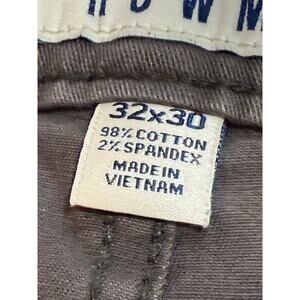 32x30
98% COTTON
2% SPANDEX
MADE IN
VIETNAM